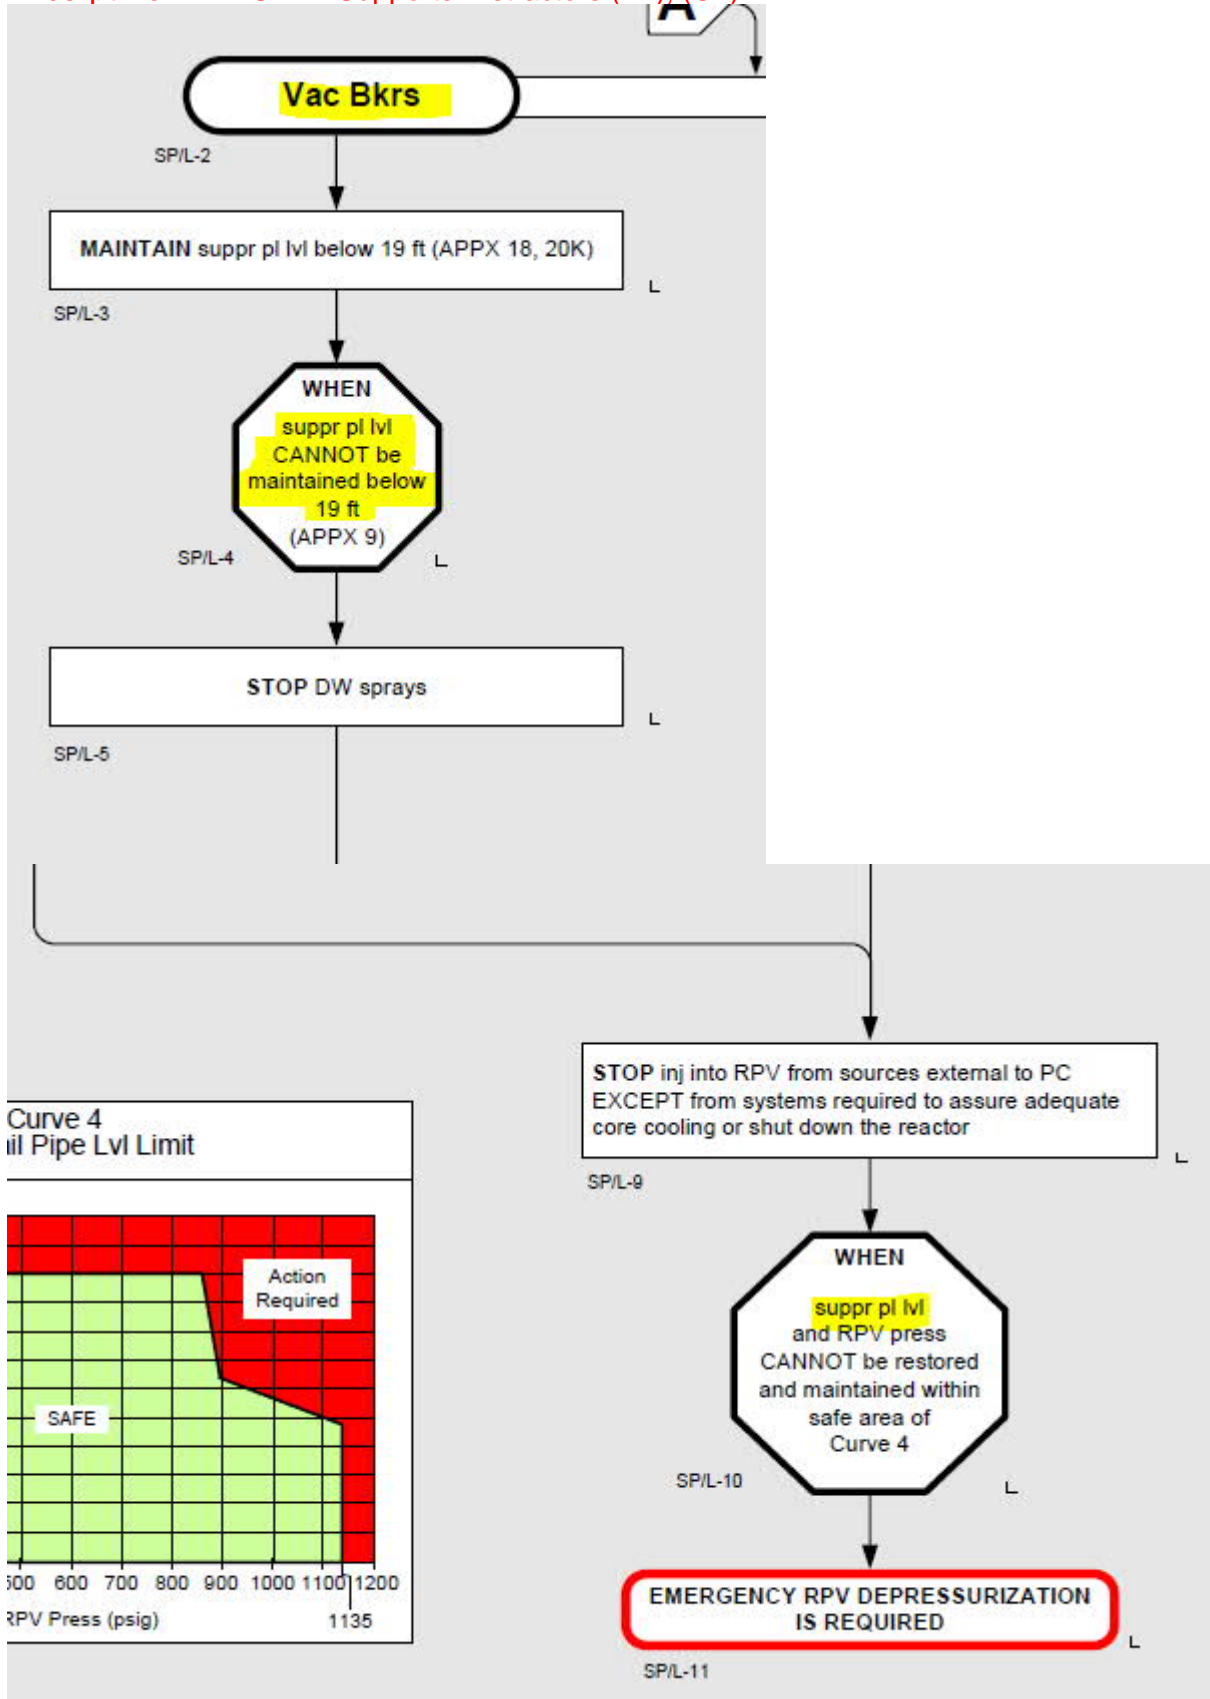 A
Vac Bkrs
SP/L-2
MAINTAIN suppr pl lvl below 19 ft (APPX 18, 20K)
L
SP/L-3
WHEN
suppr pl lvl
CANNOT be
maintained below
19 ft
(APPX 9)
SP/L-4
L
STOP DW sprays
L
SP/L-5
STOP inj into RPV from sources external to PC
EXCEPT from systems required to assure adequate
core cooling or shut down the reactor
L
SP/L-9
Curve 4
Pipe Lvl Limit
Action
Required
SAFE
600 700 800 900 1000 1100 1200
RPV Press (psig)
1135
WHEN
suppr pl lvl
and RPV press
CANNOT be restored
and maintained within
safe area of
Curve 4
SP/L-10
L
EMERGENCY RPV DEPRESSURIZATION
IS REQUIRED
L
SP/L-11